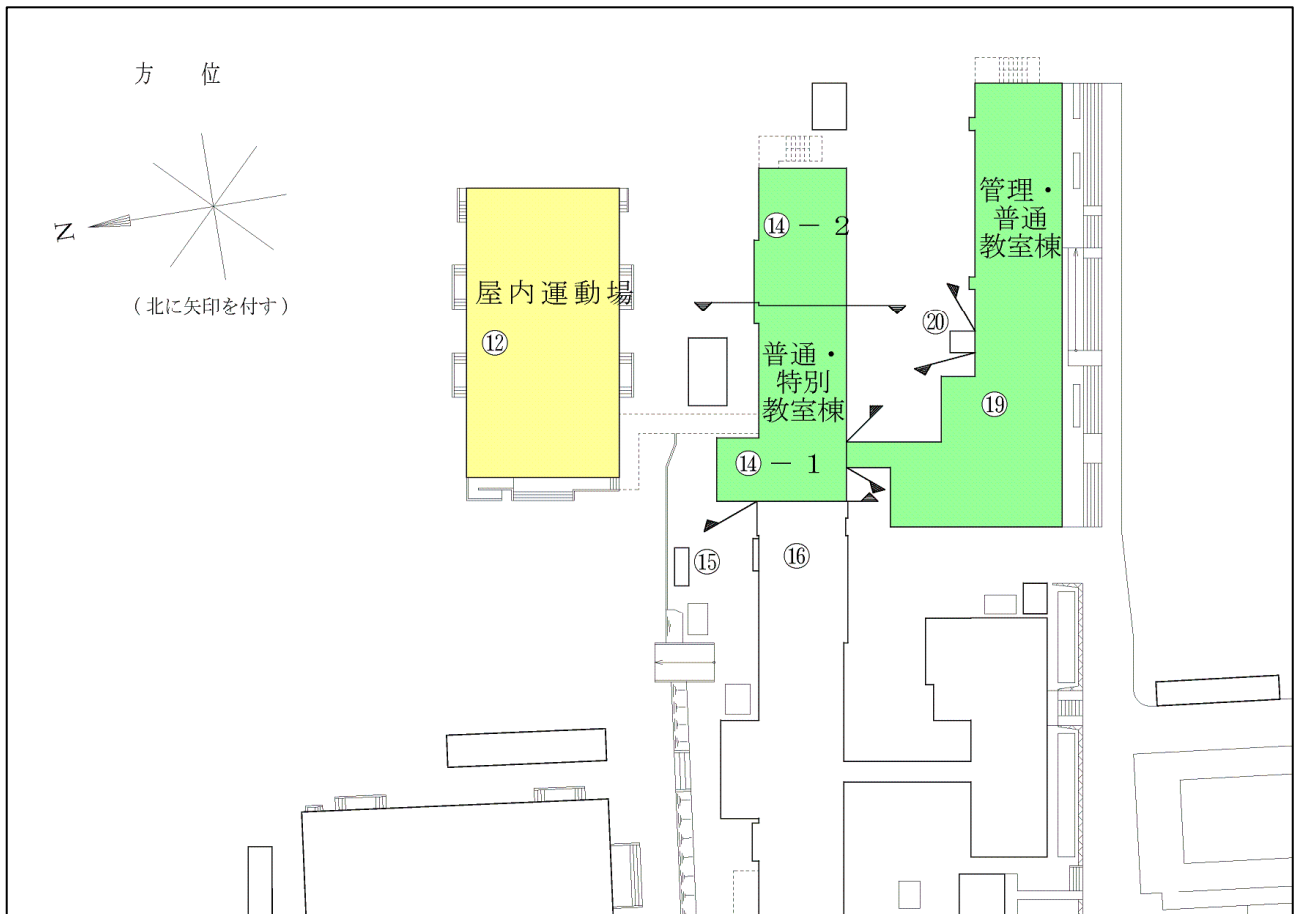 方 位
N
(北に矢印を付す)
屋内運動場
⑫
⑭－２
普通・
特別
教室棟
⑭－１
管理・
普通
教室棟
⑳
⑲
⑮
⑯